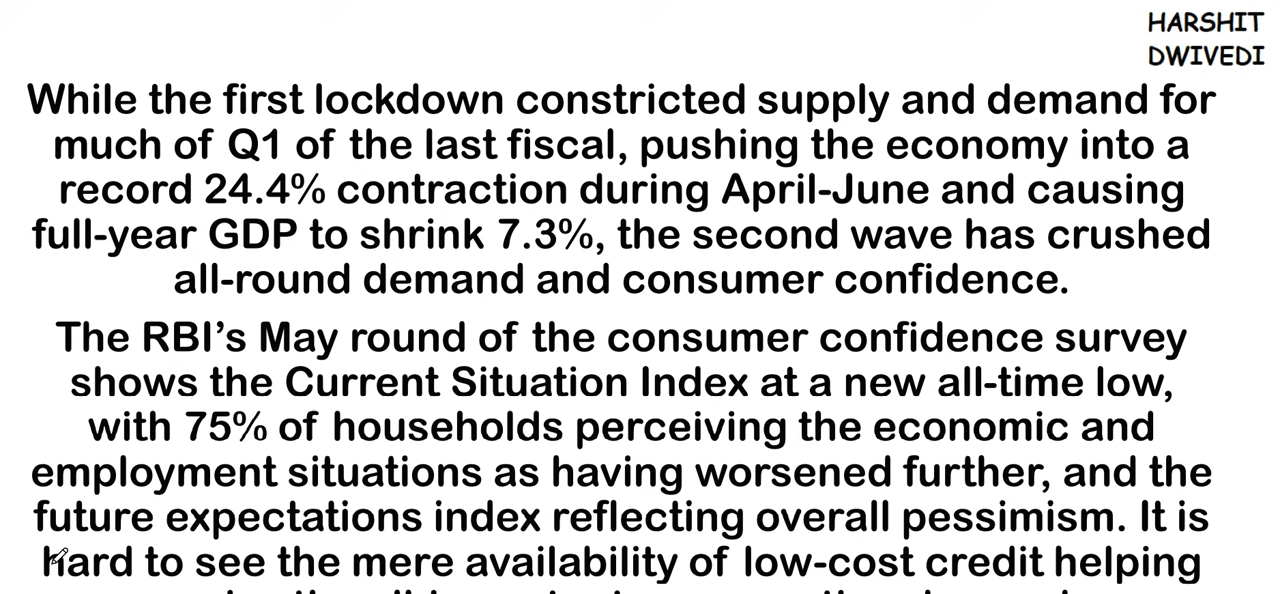 HARSHIT
DWIVEDI
While the first lockdown constricted supply and demand for
much of Q1 of the last fiscal, pushing the economy into a
record 24.4% contraction during April-June and causing
full-year GDP to shrink 7.3%, the second wave has crushed
all-round demand and consumer confidence.
The RBI’s May round of the consumer confidence survey
shows the Current Situation Index at a new all-time low,
with 75% of households perceiving the economic and
employment situations as having worsened further, and the
future expectations index reflecting overall pessimism. It is
hard to see the mere availability of low-cost credit helping